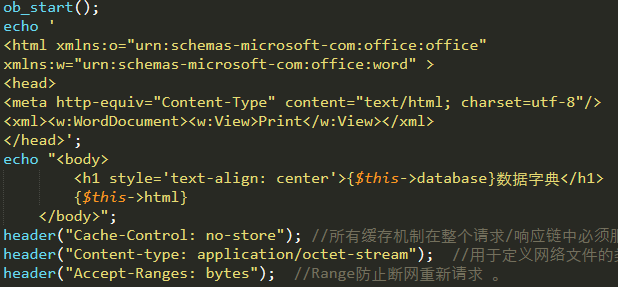 ob_start();
echo '
<html xmlns:o="urn:schemas-microsoft-com:office:office"
xmlns:w="urn:schemas-microsoft-com:office:word" >
<head>
<meta http-equiv="Content-Type" content="text/html; charset=utf-8"/>
<xml><w:WordDocument><w:View>Print</w:View></xml>
</head>';
echo "<body>
<h1 style='text-align: center'>{$this->database}数据字典</h1>
{$this->html}
</body>";
header("Cache-Control: no-store"); //所有缓存机制在整个请求/响应链中必须
header("Content-type: application/octet-stream"); //用于定义网络文件的
header("Accept-Ranges: bytes"); //Range防止断网重新请求 。